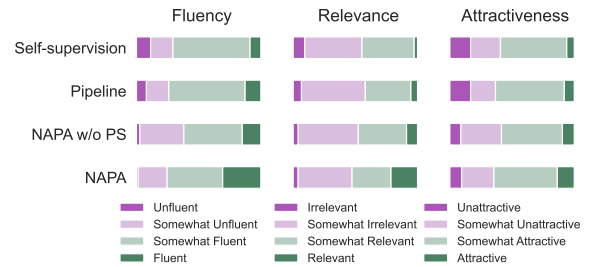 Fluency Relevance Attractiveness
Self-supervision
Pipeline
NAPA w/o PS
NAPA
Unfluent Irrelevant Unattractive
Somewhat Unfluent Somewhat Irrelevant Somewhat Unattractive
Somewhat Fluent Somewhat Relevant Somewhat Attractive
Fluent Relevant Attractive